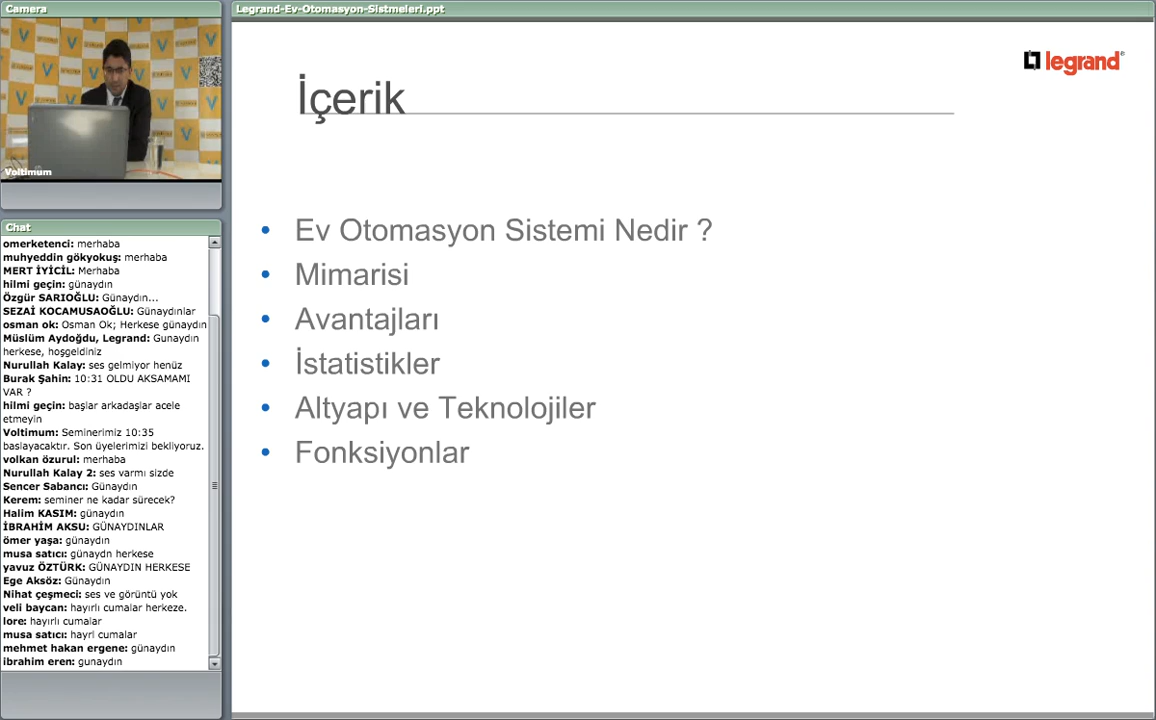 Camera
Voltimum
Chat
omerketenci: merhaba
muhyeddin gökyokuş: merhaba
MERT İYİCİL: Merhaba
hilmi geçin: günaydın
Özgür SARIOĞLU: Günaydın...
SEZAİ KOCAMUSAOĞLU: Günaydınlar
osman ok: Osman Ok; Herkese günaydın
Müslüm Aydoğdu, Legrand: Gunaydın
herkese, hoşgeldiniz
Nurullah Kalay: ses gelmiyor henüz
Burak Şahin: 10:31 OLDU AKSAMAMI
VAR ?
hilmi geçin: başlar arkadaşlar acele
etmeyin
Voltimum: Seminerimiz 10:35
baslayacaktır. Son üyelerimizi bekliyoruz.
volkan özurul: merhaba
Nurullah Kalay 2: ses varmı sizde
Sencer Sabancı: Günaydın
Kerem: seminer ne kadar sürecek?
Halim KASIM: günaydın
İBRAHİM AKSU: GÜNAYDINLAR
ömer yaşa: günaydın
musa satıcı: günaydn herkese
yavuz ÖZTÜRK: GÜNAYDIN HERKESE
Ege Aksöz: Günaydın
Nihat çeşmeci: ses ve görüntü yok
veli baycan: hayırlı cumalar herkeze.
lore: hayırlı cumalar
musa satıcı: hayrl cumalar
mehmet hakan ergene: günaydın
ibrahim eren: gunaydın
Legrand-Ev-Otomasyon-Sistmeleri.ppt
legrand®
İçerik
• Ev Otomasyon Sistemi Nedir ?
• Mimarisi
• Avantajları
• İstatistikler
• Altyapı ve Teknolojiler
• Fonksiyonlar